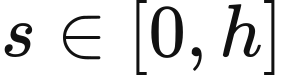 s ∈ [0, h]